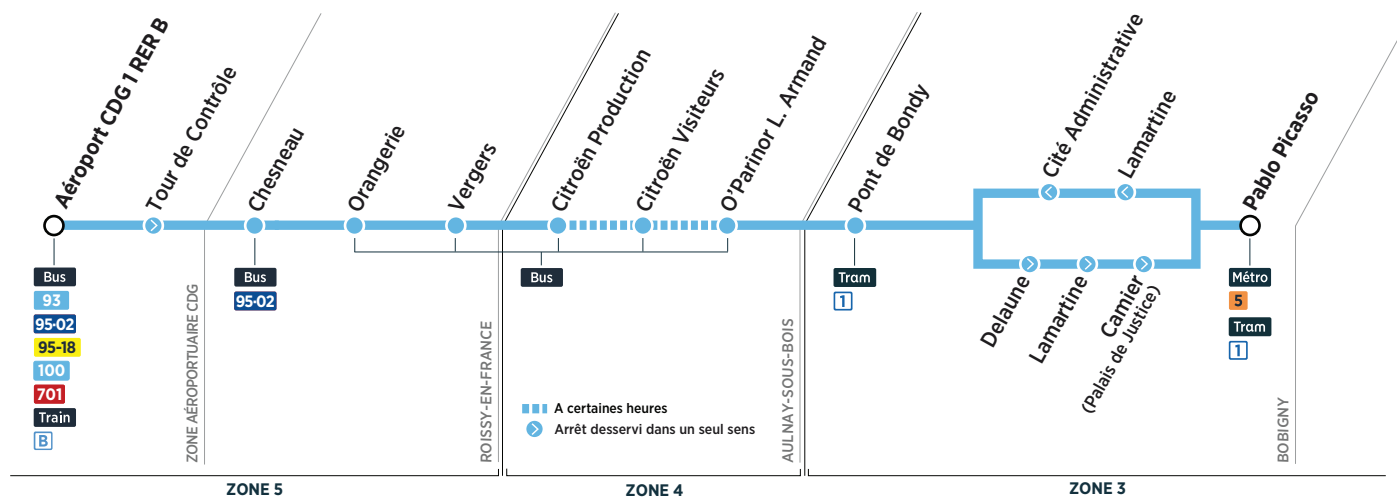 Aéroport CDG 1 RER B
Tour de Contrôle
Chesneau
Orangerie
Vergers
Citroën Production
Citroën Visiteurs
O'Parinor L. Armand
Pont de Bondy
Cité Administrative
Lamartine
Pablo Picasso
Delaune
Lamartine
Camier
(Palais de Justice)
Bus
93
95-02
95-18
100
701
Train
B
Bus
95-02
Bus
Tram
1
Métro
5
Tram
1
ZONE AÉROPORTUAIRE CDG
ROISSY-EN-FRANCE
AULNAY-SOUS-BOIS
BOBIGNY
A certaines heures
Arrêt desservi dans un seul sens
ZONE 5
ZONE 4
ZONE 3